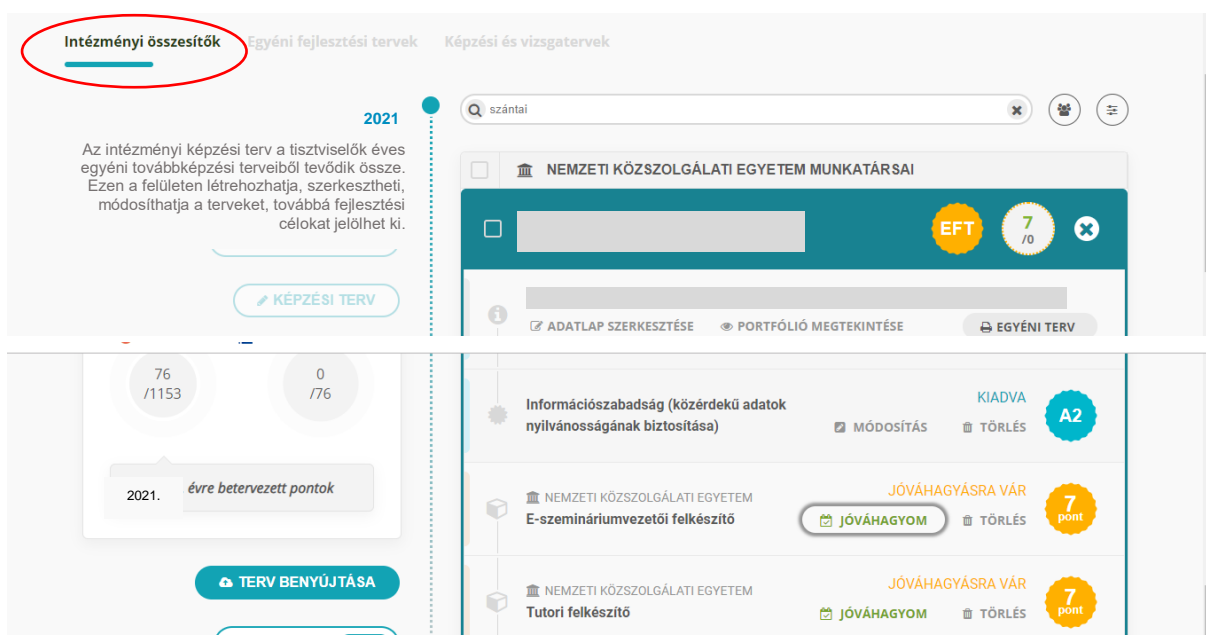 Intézményi összesítők
Egyéni fejlesztési tervek
Képzési és vizsgatervek
2021
Az intézményi képzési terv a tisztviselők éves
egyéni továbbképzési terveiből tevődik össze.
Ezen a felületen létrehozhatja, szerkesztheti,
módosíthatja a terveket, továbbá fejlesztési
célokat jelölhet ki.
KÉPZÉSI TERV
szántai
NEMZETI KÖZSZOLGÁLATI EGYETEM MUNKATÁRSAI
EFT
7
/0
ADATLAP SZERKESZTÉSE
PORTFÓLIÓ MEGTEKINTÉSE
EGYÉNI TERV
76
/1153
0
/76
2021. évre betervezett pontok
TERV BENYÚJTÁSA
Információszabadság (közérdekű adatok
nyilvánosságának biztosítása)
KIADVA
MÓDOSÍTÁS
TÖRLÉS
A2
NEMZETI KÖZSZOLGÁLATI EGYETEM
E-szemináriumvezetői felkészítő
JÓVÁHAGYÁSRA VÁR
JÓVÁHAGYOM
TÖRLÉS
7
pont
NEMZETI KÖZSZOLGÁLATI EGYETEM
Tutori felkészítő
JÓVÁHAGYÁSRA VÁR
JÓVÁHAGYOM
TÖRLÉS
7
pont